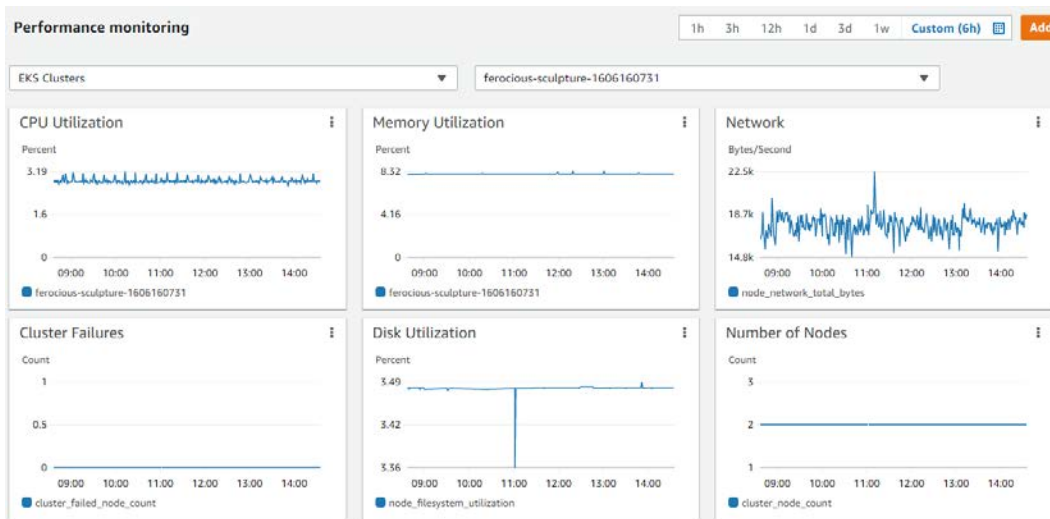 Performance monitoring
1h 3h 12h 1d 3d 1w Custom (6h)
Add
EKS Clusters
ferocious-sculpture-1606160731
CPU Utilization
Percent
3.19
1.6
0
09:00 10:00 11:00 12:00 13:00 14:00
ferocious-sculpture-1606160731
Memory Utilization
Percent
8.32
4.16
0
09:00 10:00 11:00 12:00 13:00 14:00
ferocious-sculpture-1606160731
Network
Bytes/Second
22.5k
18.7k
14.8k
09:00 10:00 11:00 12:00 13:00 14:00
node_network_total_bytes
Cluster Failures
Count
1
0.5
0
09:00 10:00 11:00 12:00 13:00 14:00
cluster_failed_node_count
Disk Utilization
Percent
3.49
3.42
3.36
09:00 10:00 11:00 12:00 13:00 14:00
node_filesystem_utilization
Number of Nodes
Count
3
2
1
09:00 10:00 11:00 12:00 13:00 14:00
cluster_node_count